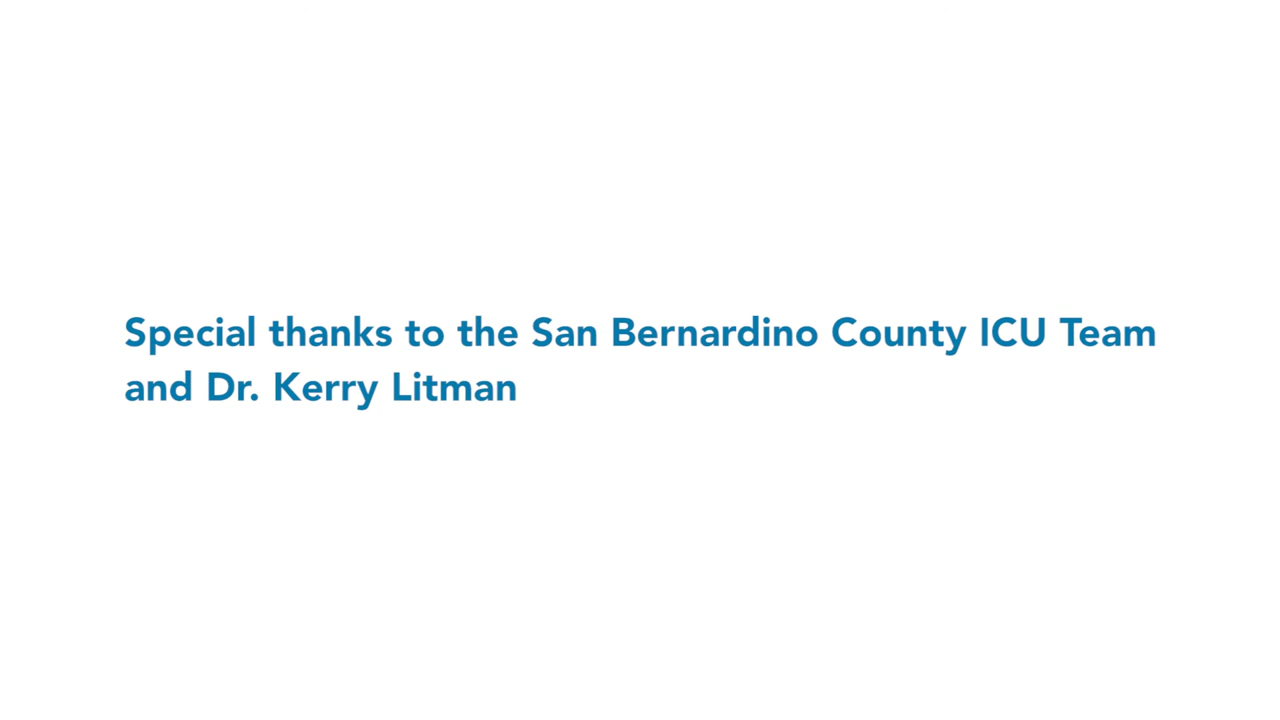 Special thanks to the San Bernardino County ICU Team
and Dr. Kerry Litman